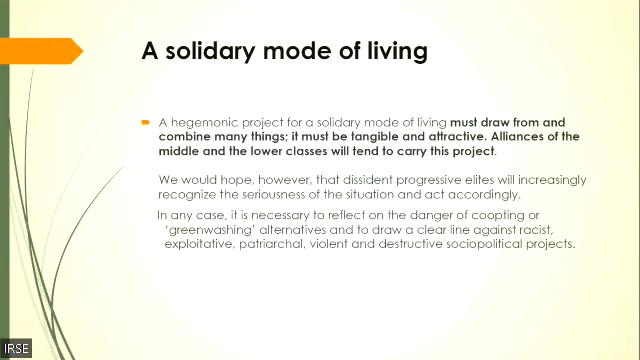 A solidary mode of living
A hegemonic project for a solidary mode of living must draw from and
combine many things; it must be tangible and attractive. Alliances of the
middle and the lower classes will tend to carry this project.
We would hope, however, that dissident progressive elites will increasingly
recognize the seriousness of the situation and act accordingly.
In any case, it is necessary to reflect on the danger of coopting or
‘greenwashing’ alternatives and to draw a clear line against racist,
exploitative, patriarchal, violent and destructive sociopolitical projects.
IRSE